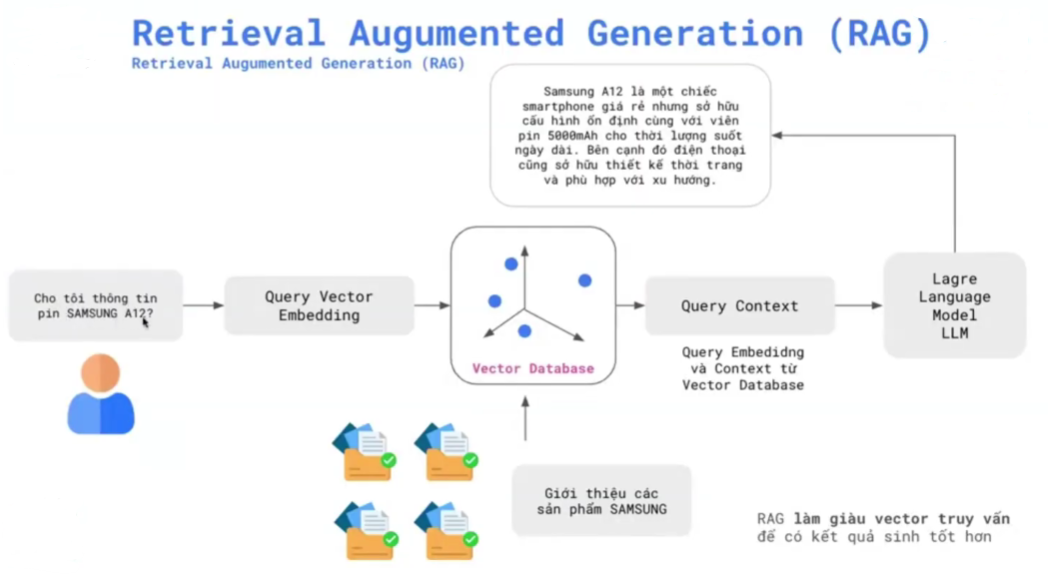 Retrieval Augumented Generation (RAG)
Retrieval Augumented Generation (RAG)
Samsung A12 là một chiếc
smartphone giá rẻ nhưng sở hữu
cấu hình ổn định cùng với viên
pin 5000mAh cho thời lượng suốt
ngày dài. Bên cạnh đó điện thoại
cũng sở hữu thiết kế thời trang
và phù hợp với xu hướng.
Cho tôi thông tin
pin SAMSUNG A12?
Query Vector
Embedding
Vector Database
Query Context
Query Embedidng
và Context từ
Vector Database
Lagre
Language
Model
LLM
Giới thiệu các
sản phẩm SAMSUNG
RAG làm giàu vector truy vấn
để có kết quả sinh tốt hơn